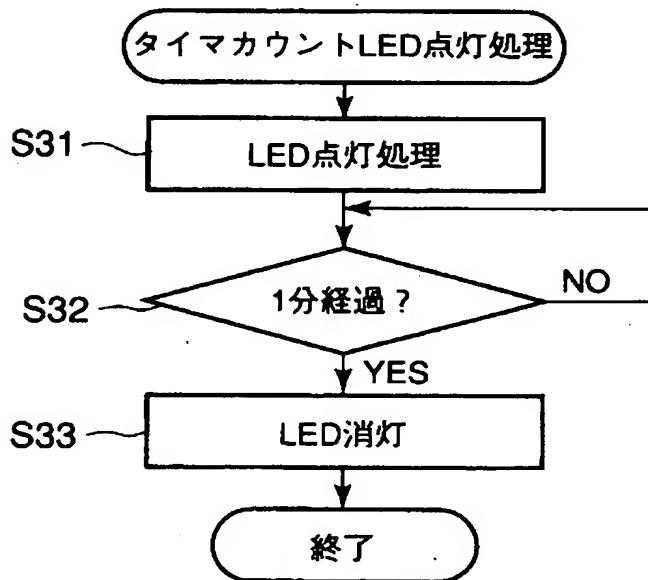 タイマカウントLED点灯処理
S31
LED点灯処理
S32
1分経過?
NO
YES
S33
LED消灯
終了